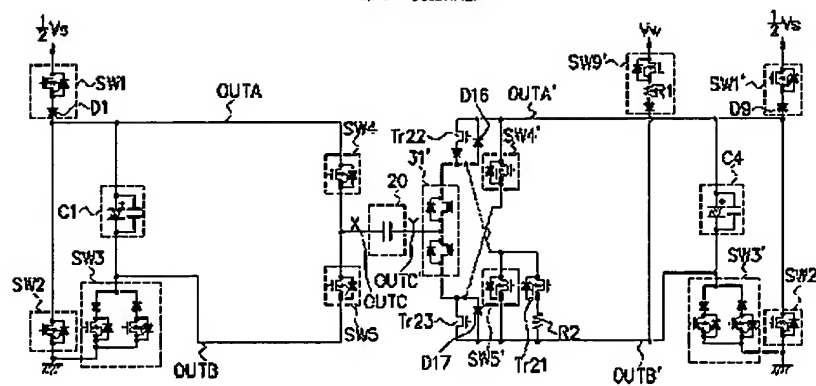 ½Vs
Vw
½Vs
SW1
SW9'
SW1'
D1
OUTA
D16
OUTA'
R1
D9
SW4
Tr22
SW4'
31'
C4
C1
20
X
Y
SW3
OUTC'
SW3'
SW2
OUTC
SW2
SW5
Tr23
R2
D17
SW5'
Tr21
OUTB
OUTB'